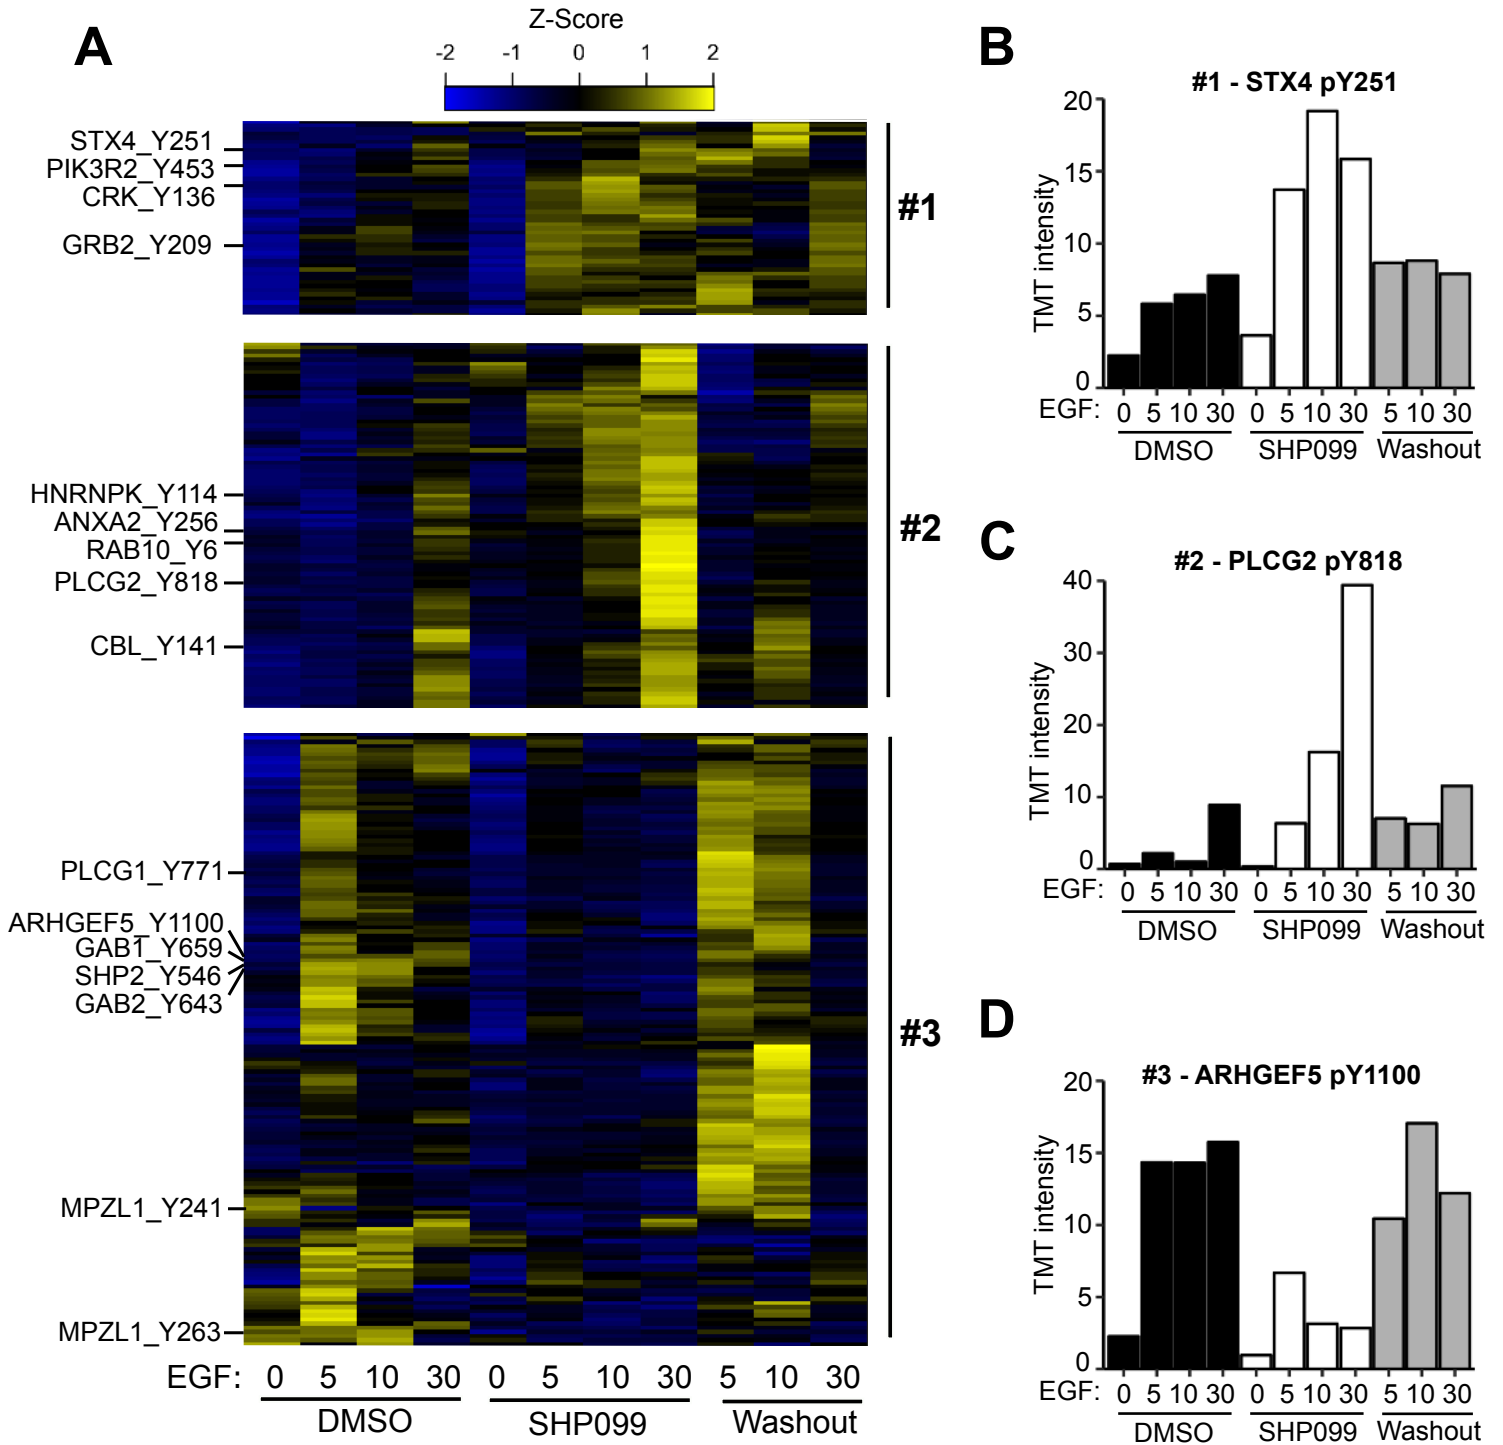 A
Z-Score
-2 -1 0 1 2
STX4_Y251
PIK3R2_Y453
CRK_Y136
GRB2_Y209
#1
HNRNPK_Y114
ANXA2_Y256
RAB10_Y6
PLCG2_Y818
CBL_Y141
#2
PLCG1_Y771
ARHGEF5_Y1100
GAB1_Y659
SHP2_Y546
GAB2_Y643
MPZL1_Y241
MPZL1_Y263
#3
EGF: 0 5 10 30 0 5 10 30 5 10 30
DMSO SHP099 Washout
B
#1 - STX4 pY251
TMT intensity
20
15
10
5
0
EGF: 0 5 10 30 0 5 10 30 5 10 30
DMSO SHP099 Washout
C
#2 - PLCG2 pY818
TMT intensity
40
30
20
10
0
EGF: 0 5 10 30 0 5 10 30 5 10 30
DMSO SHP099 Washout
D
#3 - ARHGEF5 pY1100
TMT intensity
20
15
10
5
0
EGF: 0 5 10 30 0 5 10 30 5 10 30
DMSO SHP099 Washout